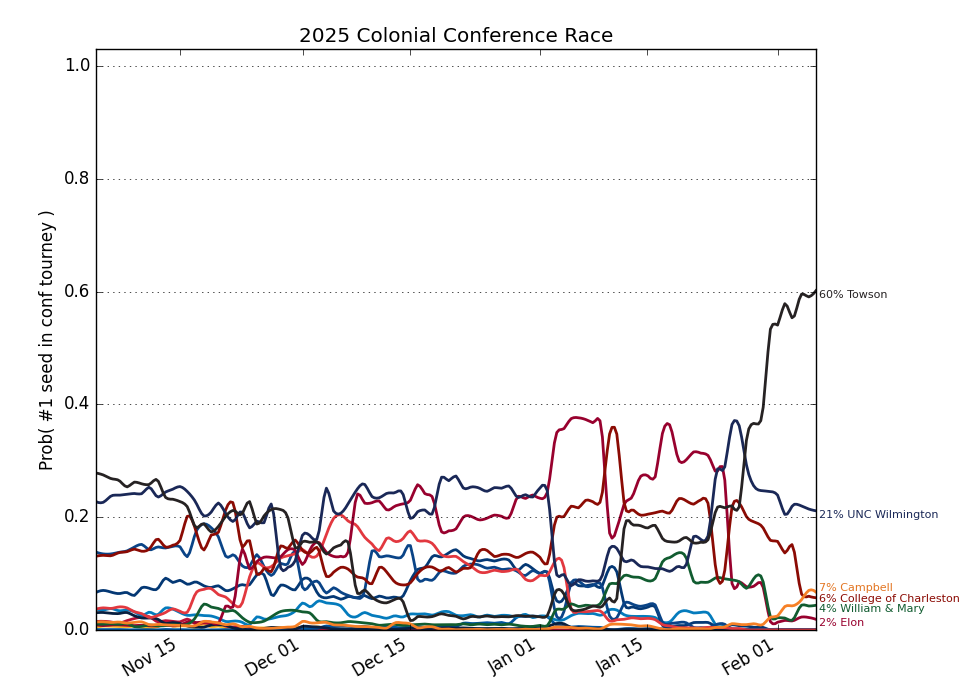 2025 Colonial Conference Race
Prob( #1 seed in conf tourney )
1.0
0.8
0.6
0.4
0.2
0.0
Nov 15
Dec 01
Dec 15
Jan 01
Jan 15
Feb 01
60% Towson
21% UNC Wilmington
7% Campbell
6% College of Charleston
4% William & Mary
2% Elon